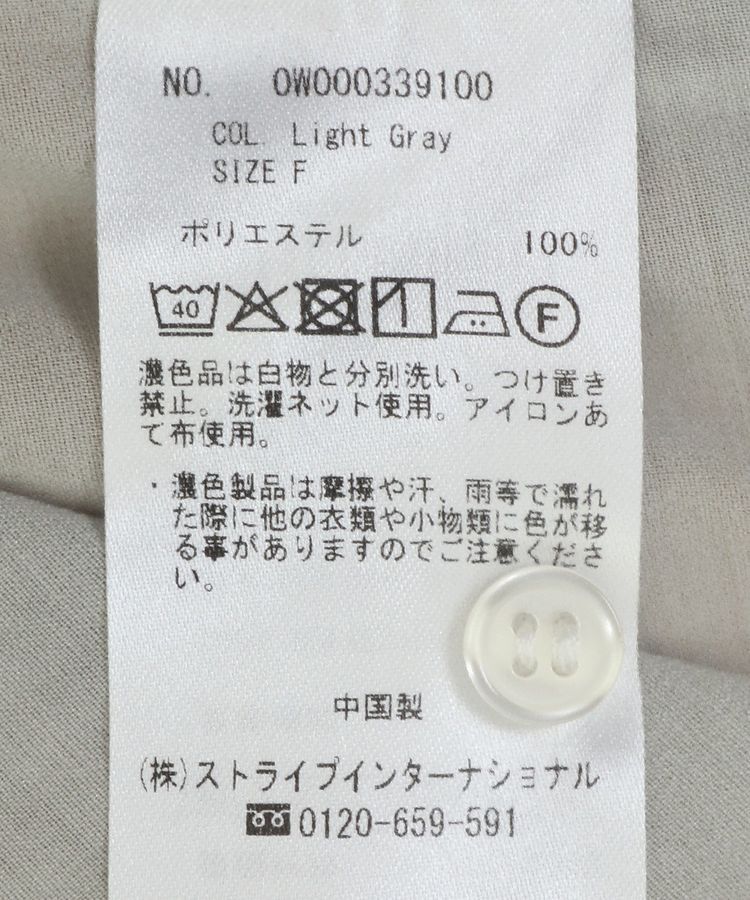 NO. 0W000339100
COL. Light Gray
SIZE F
ポリエステル 100%
40 F
濃色品は白物と分別洗い。つけ置き
禁止。洗濯ネット使用。アイロンあ
て布使用。
・濃色製品は摩擦や汗、雨等で濡れ
た際に他の衣類や小物類に色が移
る事がありますのでご注意くださ
い。
中国製
(株)ストライプインターナショナル
0120-659-591